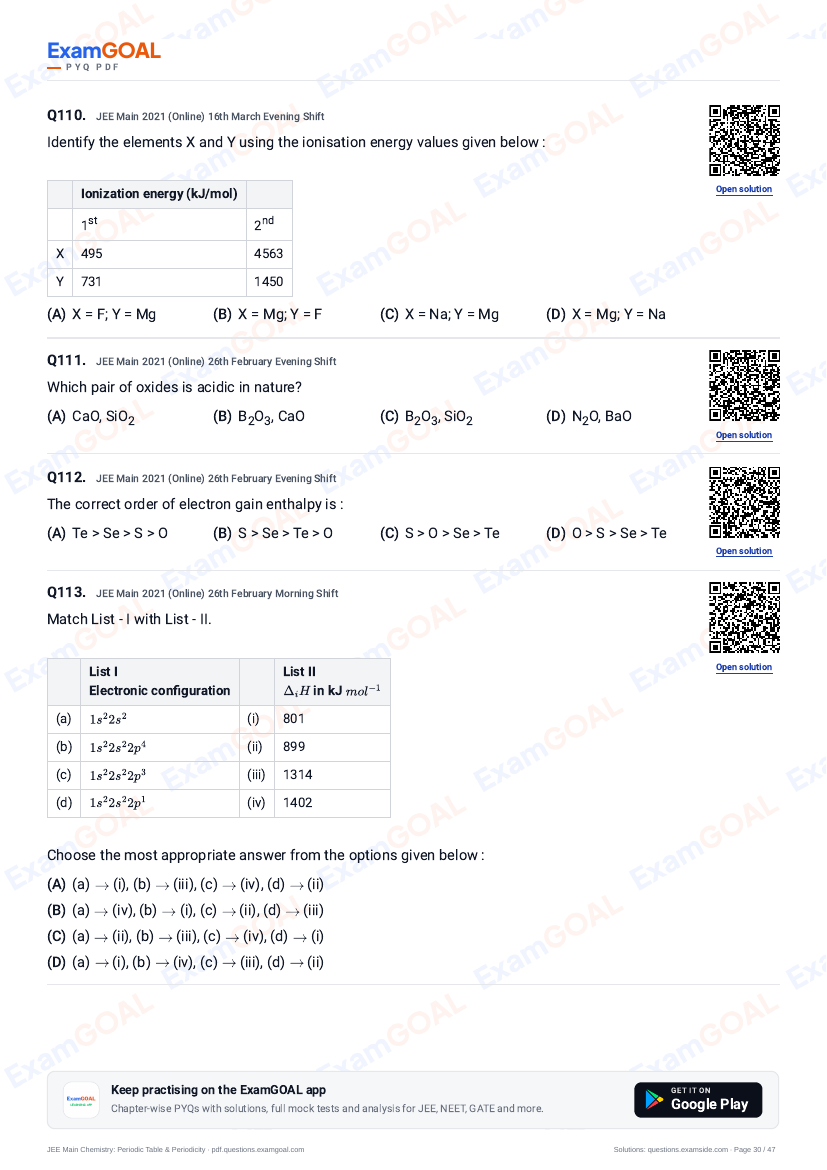 ExamGOAL
PYQ PDF
Q110. JEE Main 2021 (Online) 16th March Evening Shift
Identify the elements X and Y using the ionisation energy values given below :
Open solution
Ionization energy (kJ/mol)
1st 2nd
X 495 4563
Y 731 1450
(A) X = F; Y = Mg (B) X = Mg; Y = F (C) X = Na; Y = Mg (D) X = Mg; Y = Na
Q111. JEE Main 2021 (Online) 26th February Evening Shift
Which pair of oxides is acidic in nature?
(A) CaO, SiO2 (B) B2O3, CaO (C) B2O3, SiO2 (D) N2O, BaO
Open solution
Q112. JEE Main 2021 (Online) 26th February Evening Shift
The correct order of electron gain enthalpy is :
(A) Te > Se > S > O (B) S > Se > Te > O (C) S > O > Se > Te (D) O > S > Se > Te
Open solution
Q113. JEE Main 2021 (Online) 26th February Morning Shift
Match List - I with List - II.
Open solution
List I List II
Electronic configuration ΔiH in kJ mol−1
(a) 1s²2s² (i) 801
(b) 1s²2s²2p⁴ (ii) 899
(c) 1s²2s²2p³ (iii) 1314
(d) 1s²2s²2p¹ (iv) 1402
Choose the most appropriate answer from the options given below :
(A) (a) → (i), (b) → (iii), (c) → (iv), (d) → (ii)
(B) (a) → (iv), (b) → (i), (c) → (ii), (d) → (iii)
(C) (a) → (ii), (b) → (iii), (c) → (iv), (d) → (i)
(D) (a) → (i), (b) → (iv), (c) → (iii), (d) → (ii)
ExamGOAL
Keep practising on the ExamGOAL app
Chapter-wise PYQs with solutions, full mock tests and analysis for JEE, NEET, GATE and more.
GET IT ON
Google Play
JEE Main Chemistry: Periodic Table & Periodicity · pdf.questions.examgoal.com
Solutions: questions.examside.com · Page 30 / 47